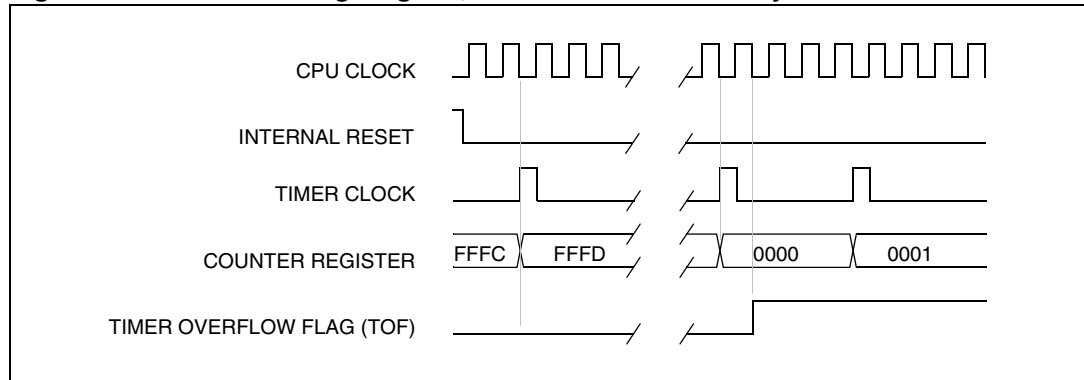 CPU CLOCK
INTERNAL RESET
TIMER CLOCK
COUNTER REGISTER FFFC FFFD 0000 0001
TIMER OVERFLOW FLAG (TOF)